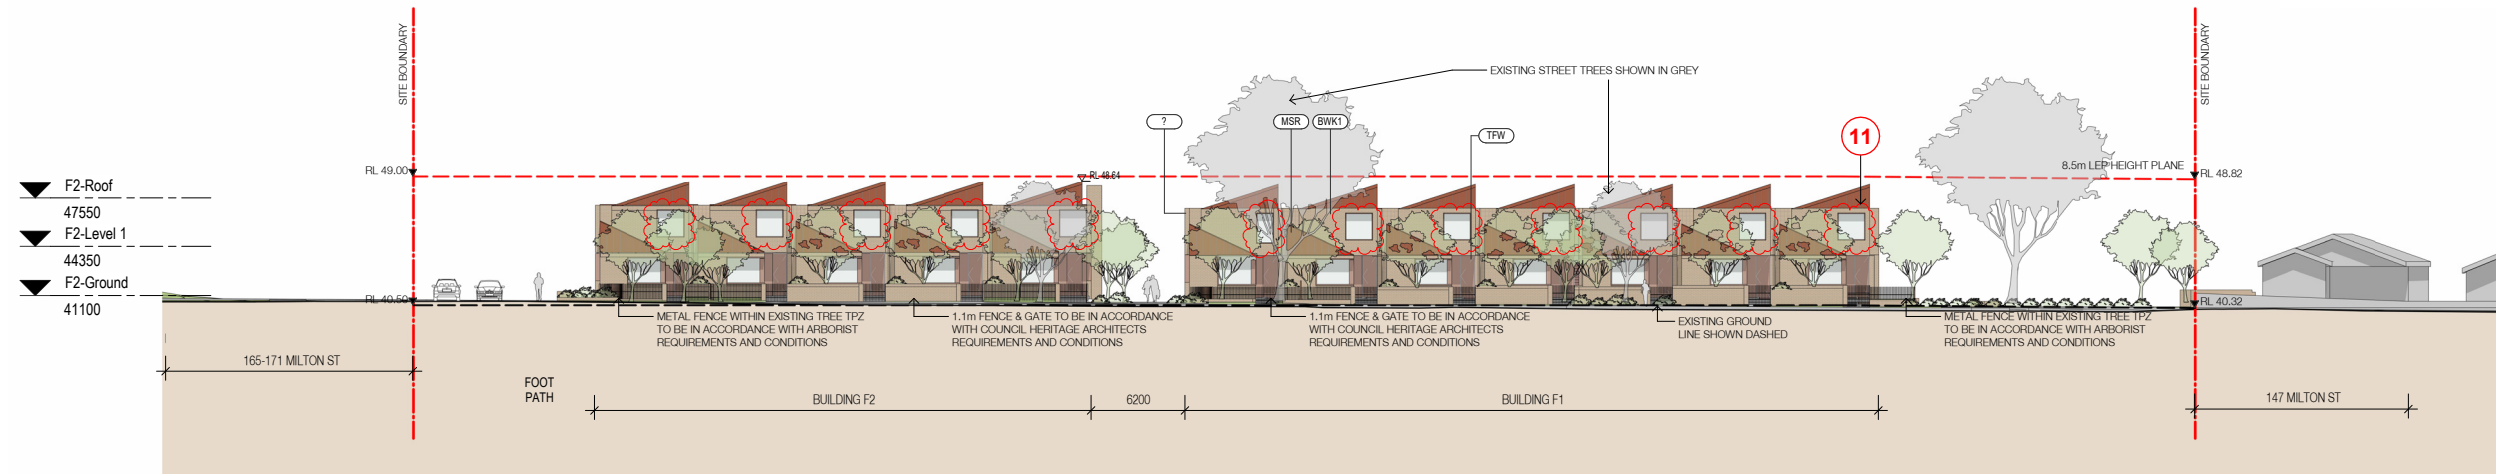 SITE BOUNDARY
SITE BOUNDARY
EXISTING STREET TREES SHOWN IN GREY
?
MSR
BWK1
TFW
11
8.5m LEP HEIGHT PLANE
RL 49.00
RL 48.64
RL 48.82
F2-Roof
47550
F2-Level 1
44350
F2-Ground
41100
RL 40.50
RL 40.32
METAL FENCE WITHIN EXISTING TREE TPZ
TO BE IN ACCORDANCE WITH ARBORIST
REQUIREMENTS AND CONDITIONS
1.1m FENCE & GATE TO BE IN ACCORDANCE
WITH COUNCIL HERITAGE ARCHITECTS
REQUIREMENTS AND CONDITIONS
1.1m FENCE & GATE TO BE IN ACCORDANCE
WITH COUNCIL HERITAGE ARCHITECTS
REQUIREMENTS AND CONDITIONS
EXISTING GROUND
LINE SHOWN DASHED
METAL FENCE WITHIN EXISTING TREE TPZ
TO BE IN ACCORDANCE WITH ARBORIST
REQUIREMENTS AND CONDITIONS
165-171 MILTON ST
FOOT
PATH
BUILDING F2
6200
BUILDING F1
147 MILTON ST